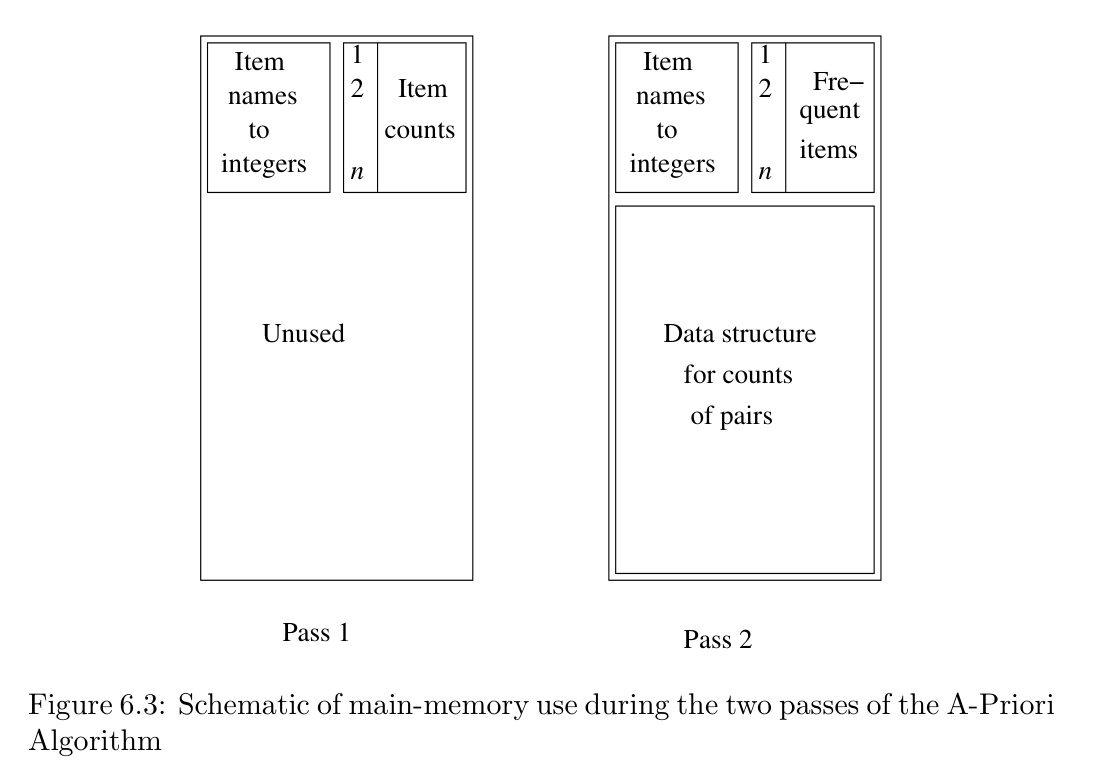 Item
names
to
integers
1
2
n
Item
counts
Unused
Pass 1
Item
names
to
integers
1
2
n
Fre–
quent
items
Data structure
for counts
of pairs
Pass 2
Figure 6.3: Schematic of main-memory use during the two passes of the A-Priori
Algorithm